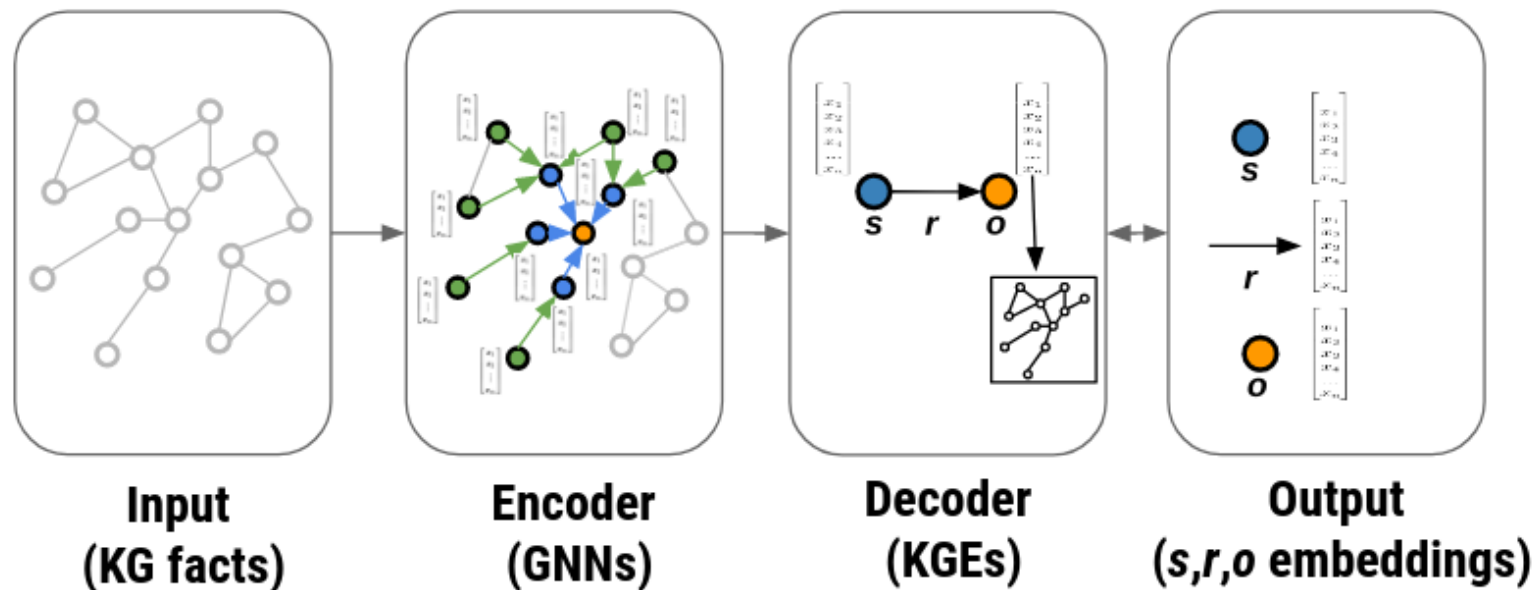 s
r
o
s
r
o
Input
(KG facts)
Encoder
(GNNs)
Decoder
(KGEs)
Output
(s,r,o embeddings)